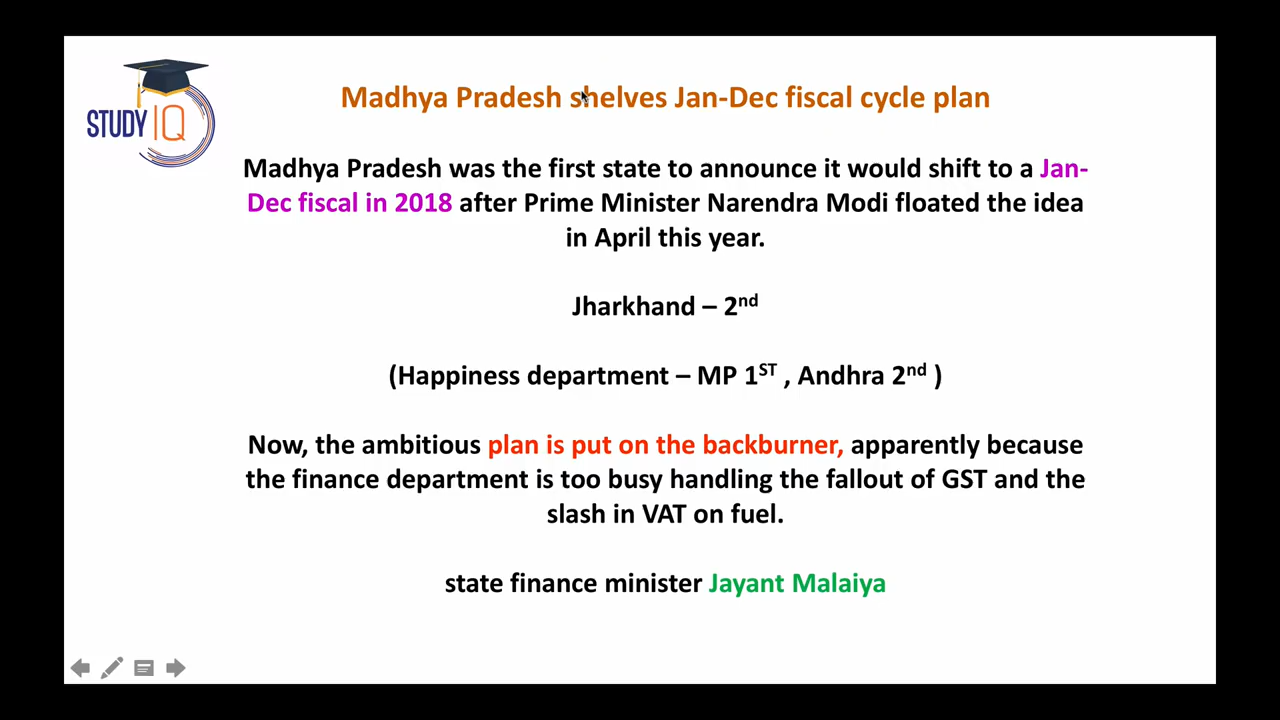 STUDY IQ
Madhya Pradesh shelves Jan-Dec fiscal cycle plan
Madhya Pradesh was the first state to announce it would shift to a Jan-
Dec fiscal in 2018 after Prime Minister Narendra Modi floated the idea
in April this year.
Jharkhand – 2nd
(Happiness department – MP 1ST , Andhra 2nd )
Now, the ambitious plan is put on the backburner, apparently because
the finance department is too busy handling the fallout of GST and the
slash in VAT on fuel.
state finance minister Jayant Malaiya